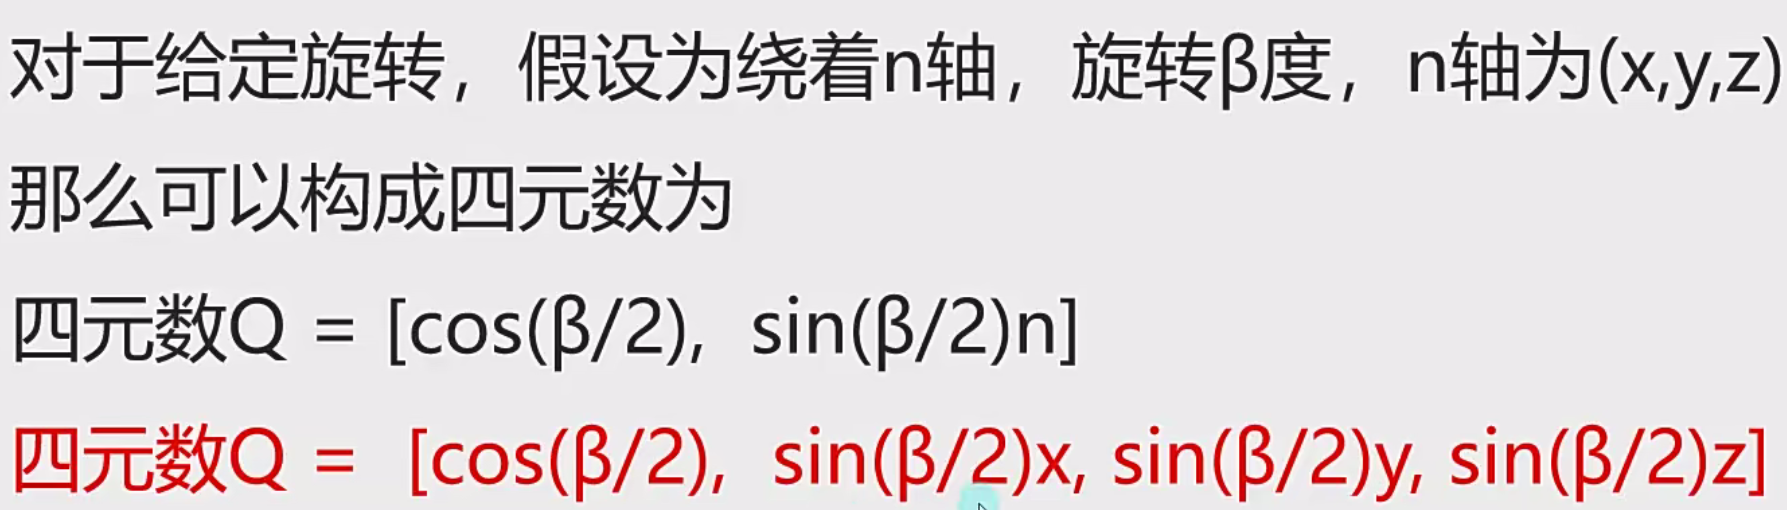 对于给定旋转，假设为绕着n轴，旋转β度，n轴为(x,y,z)
那么可以构成四元数为
四元数Q = [cos(β/2),  sin(β/2)n]
四元数Q =  [cos(β/2),  sin(β/2)x, sin(β/2)y, sin(β/2)z]